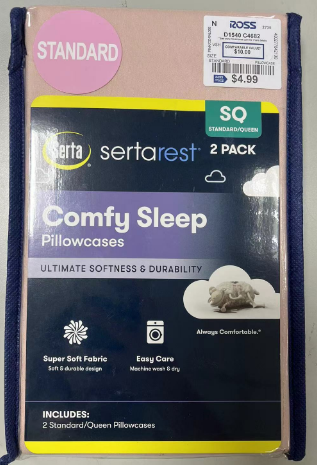 N ROSS
D1540 C4682
COMPARABLE VALUE
$10.00
STANDARD
$4.99
STANDARD
SQ
STANDARD/QUEEN
Serta sertarest® 2 PACK
Comfy Sleep
Pillowcases
ULTIMATE SOFTNESS & DURABILITY
Always Comfortable.®
Super Soft Fabric
Soft & durable design
Easy Care
Machine wash & dry
INCLUDES:
2 Standard/Queen Pillowcases